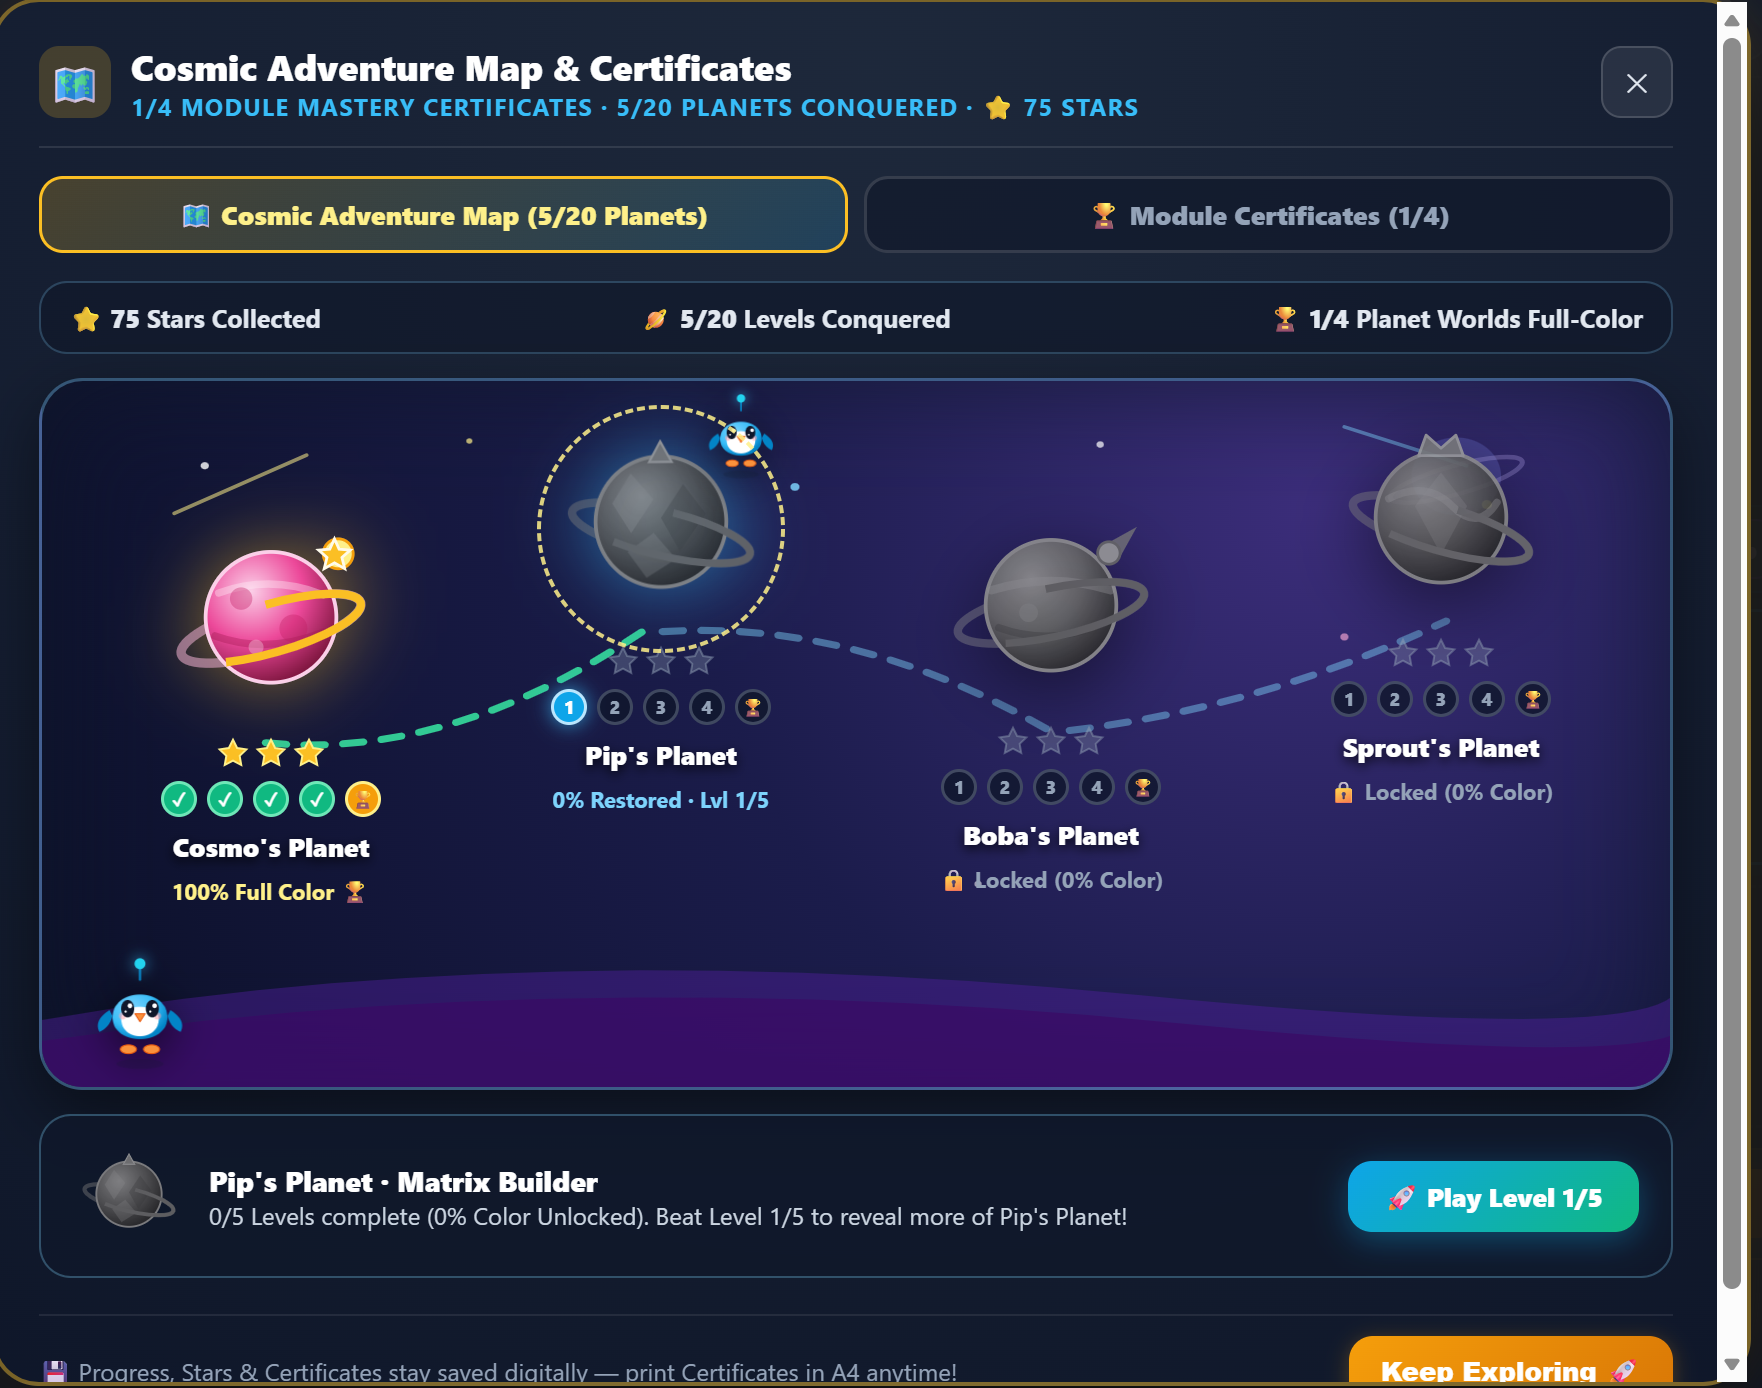 Cosmic Adventure Map & Certificates
1/4 MODULE MASTERY CERTIFICATES · 5/20 PLANETS CONQUERED · ⭐ 75 STARS
Cosmic Adventure Map (5/20 Planets)
Module Certificates (1/4)
75 Stars Collected
5/20 Levels Conquered
1/4 Planet Worlds Full-Color
Cosmo's Planet
100% Full Color
1 2 3 4
Pip's Planet
0% Restored · Lvl 1/5
1 2 3 4
Boba's Planet
Locked (0% Color)
1 2 3 4
Sprout's Planet
Locked (0% Color)
Pip's Planet · Matrix Builder
0/5 Levels complete (0% Color Unlocked). Beat Level 1/5 to reveal more of Pip's Planet!
Play Level 1/5
Progress, Stars & Certificates stay saved digitally — print Certificates in A4 anytime!
Keep Exploring